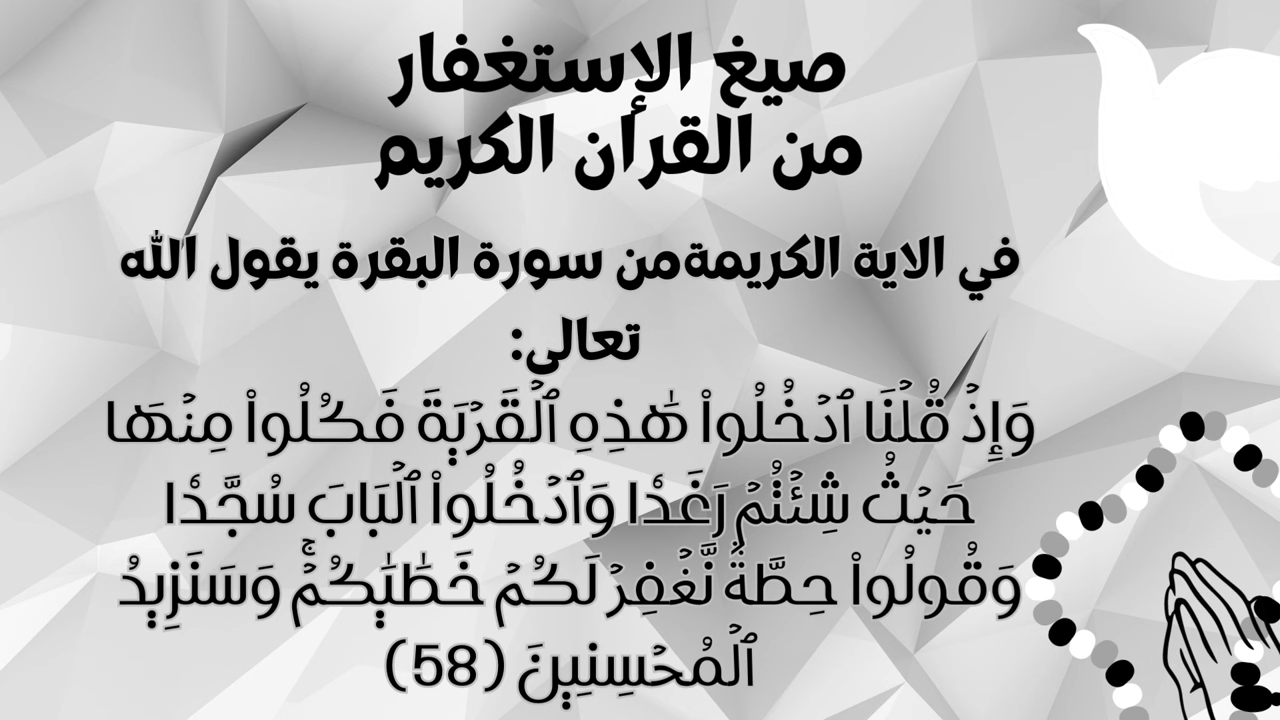 صيغ الإستغفار
من القران الكريم
في الاية الكريمةمن سورة البقرة يقول الله
تعالى:
وَإِذۡ قُلۡنَا ٱدۡخُلُواْ هَٰذِهِ ٱلۡقَرۡيَةَ فَكُلُواْ مِنۡهَا
حَيۡثُ شِئۡتُمۡ رَغَدٗا وَٱدۡخُلُواْ ٱلۡبَابَ سُجَّدٗا
وَقُولُواْ حِطَّةٞ نَّغۡفِرۡ لَكُمۡ خَطَٰيَٰكُمۡۚ وَسَنَزِيدُ
ٱلۡمُحۡسِنِينَ (58)